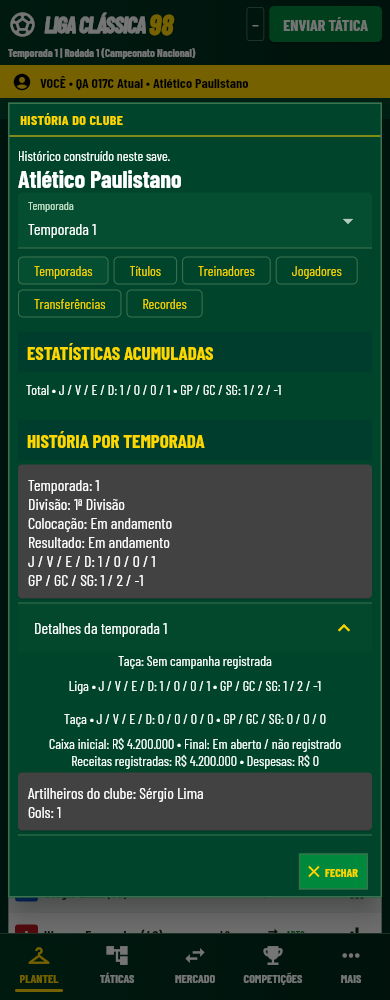 LIGA CLÁSSICA 98
–
ENVIAR TÁTICA
Temporada 1 | Rodada 1 (Campeonato Nacional)
VOCÊ • QA 017C Atual • Atlético Paulistano
HISTÓRIA DO CLUBE
Histórico construído neste save.
Atlético Paulistano
Temporada
Temporada 1
Temporadas
Títulos
Treinadores
Jogadores
Transferências
Recordes
ESTATÍSTICAS ACUMULADAS
Total • J / V / E / D: 1 / 0 / 0 / 1 • GP / GC / SG: 1 / 2 / -1
HISTÓRIA POR TEMPORADA
Temporada: 1
Divisão: 1ª Divisão
Colocação: Em andamento
Resultado: Em andamento
J / V / E / D: 1 / 0 / 0 / 1
GP / GC / SG: 1 / 2 / -1
Detalhes da temporada 1
Taça: Sem campanha registrada
Liga • J / V / E / D: 1 / 0 / 0 / 1 • GP / GC / SG: 1 / 2 / -1
Taça • J / V / E / D: 0 / 0 / 0 / 0 • GP / GC / SG: 0 / 0 / 0
Caixa inicial: R$ 4.200.000 • Final: Em aberto / não registrado
Receitas registradas: R$ 4.200.000 • Despesas: R$ 0
Artilheiros do clube: Sérgio Lima
Gols: 1
FECHAR
PLANTEL
TÁTICAS
MERCADO
COMPETIÇÕES
MAIS